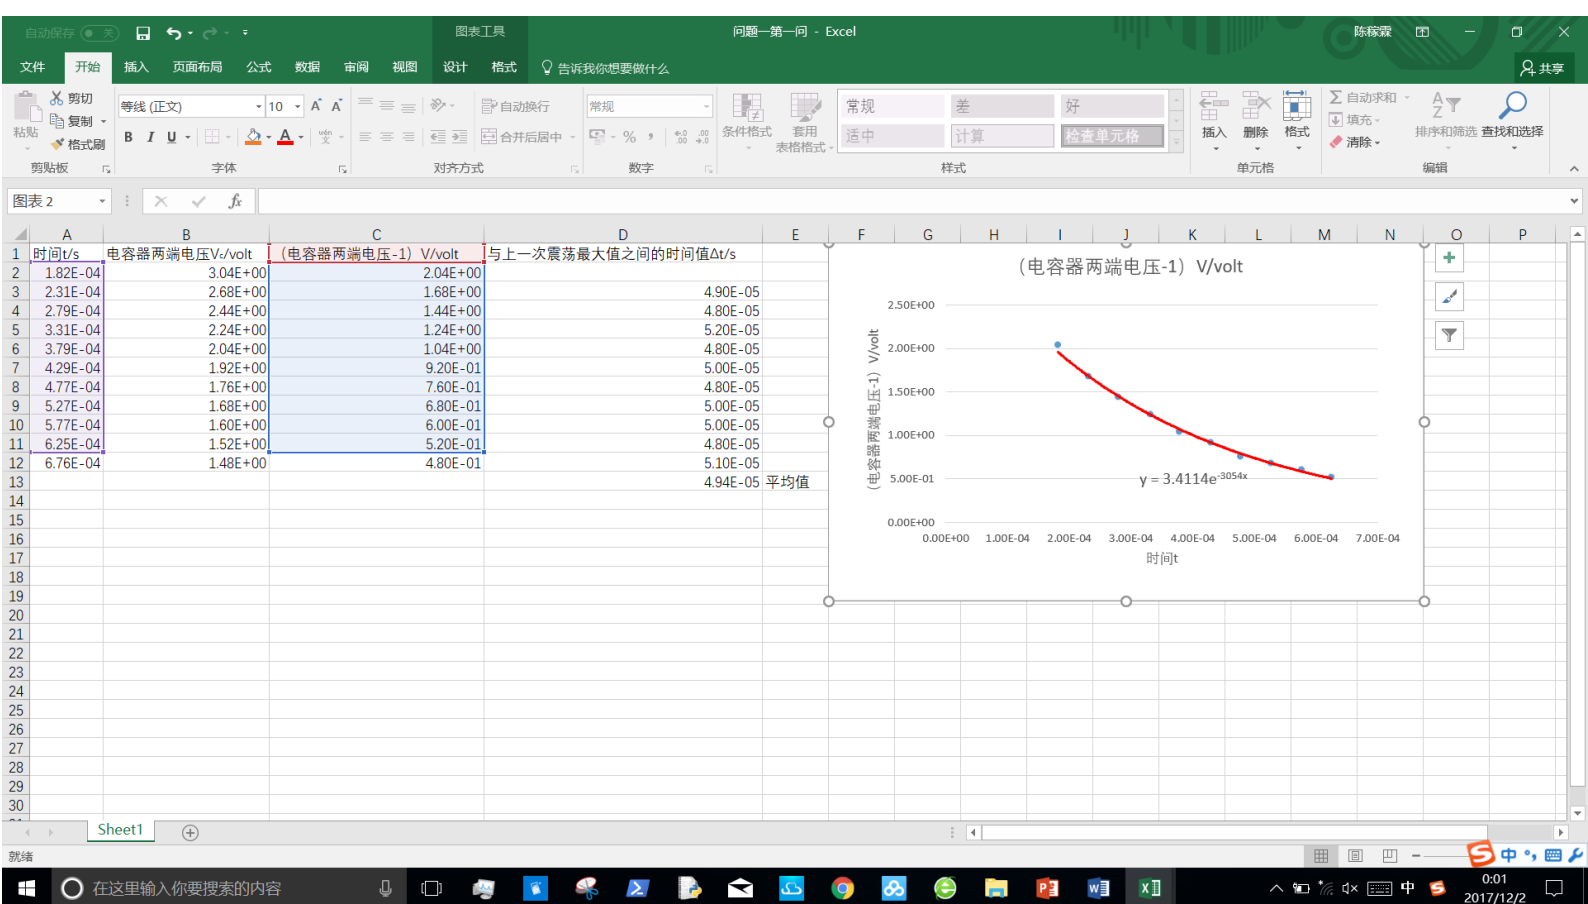 自动保存 关 图表工具 问题一第一问 - Excel 陈稼霖
文件 开始 插入 页面布局 公式 数据 审阅 视图 设计 格式 告诉我你想要做什么 共享
剪切 等线 (正文) 10 A A 自动换行 常规 常规 差 好 自动求和
粘贴 复制 B I U A 合并后居中 % 条件格式 套用 表格格式 适中 计算 检查单元格 插入 删除 格式 填充 排序和筛选 查找和选择
格式刷 清除
剪贴板 字体 对齐方式 数字 样式 单元格 编辑
图表 2 fx
A B C D E F G H I J K L M N O P
1 时间t/s 电容器两端电压Vc/volt （电容器两端电压-1）V/volt 与上一次震荡最大值之间的时间值Δt/s
2 1.82E-04 3.04E+00 2.04E+00
3 2.31E-04 2.68E+00 1.68E+00 4.90E-05
4 2.79E-04 2.44E+00 1.44E+00 4.80E-05
5 3.31E-04 2.24E+00 1.24E+00 5.20E-05
6 3.79E-04 2.04E+00 1.04E+00 4.80E-05
7 4.29E-04 1.92E+00 9.20E-01 5.00E-05
8 4.77E-04 1.76E+00 7.60E-01 4.80E-05
9 5.27E-04 1.68E+00 6.80E-01 5.00E-05
10 5.77E-04 1.60E+00 6.00E-01 5.00E-05
11 6.25E-04 1.52E+00 5.20E-01 4.80E-05
12 6.76E-04 1.48E+00 4.80E-01 5.10E-05
13 4.94E-05 平均值
14
15
16
17
18
19
20
21
22
23
24
25
26
27
28
29
30
（电容器两端电压-1）V/volt
（电容器两端电压-1）V/volt
2.50E+00
2.00E+00
1.50E+00
1.00E+00
5.00E-01
0.00E+00
y = 3.4114e^-3054x
0.00E+00 1.00E-04 2.00E-04 3.00E-04 4.00E-04 5.00E-04 6.00E-04 7.00E-04
时间t
Sheet1
就绪 中
在这里输入你要搜索的内容 中 0:01
2017/12/2